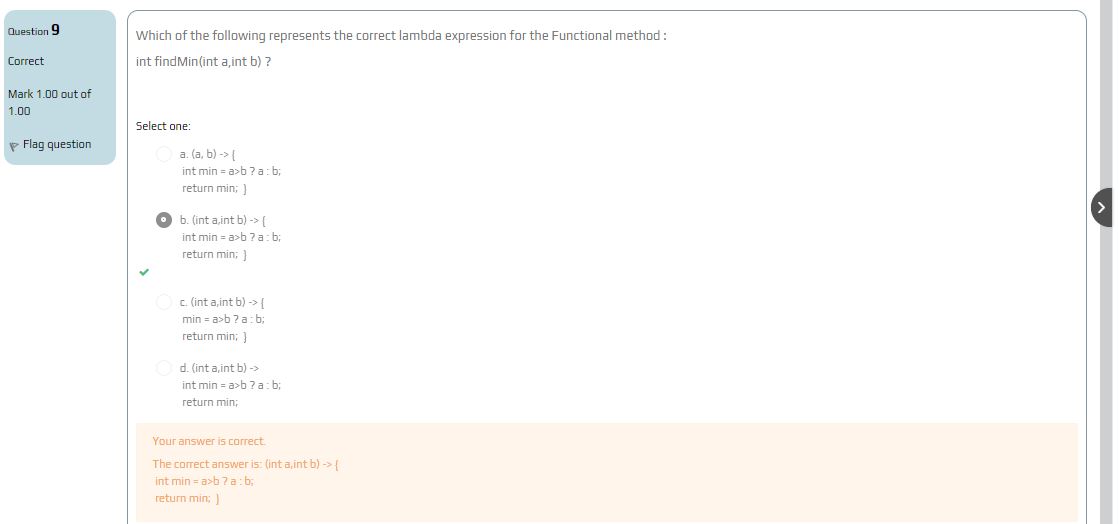 Question 9
Correct
Mark 1.00 out of
1.00
Flag question
Which of the following represents the correct lambda expression for the Functional method :
int findMin(int a,int b) ?
Select one:
a. (a, b) -> {
int min = a>b ? a : b;
return min; }
b. (int a,int b) -> {
int min = a>b ? a : b;
return min; }
c. (int a,int b) -> {
min = a>b ? a : b;
return min; }
d. (int a,int b) ->
int min = a>b ? a : b;
return min;
Your answer is correct.
The correct answer is: (int a,int b) -> {
int min = a>b ? a : b;
return min; }